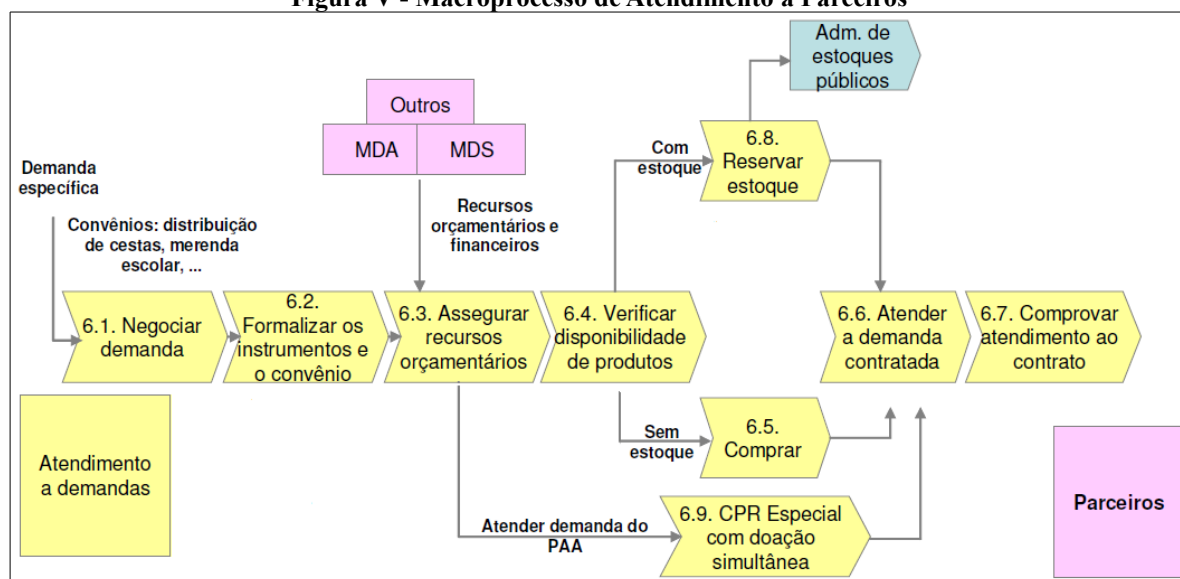 Figura V - Macroprocesso de Atendimento a Parceiros
Adm. de
estoques
públicos
Outros
MDA
MDS
Demanda
específica
Convênios: distribuição
de cestas, merenda
escolar, ...
Recursos
orçamentários e
financeiros
Com
estoque
6.8.
Reservar
estoque
6.1. Negociar
demanda
6.2.
Formalizar os
instrumentos e
o convênio
6.3. Assegurar
recursos
orçamentários
6.4. Verificar
disponibilidade
de produtos
6.6. Atender
a demanda
contratada
6.7. Comprovar
atendimento ao
contrato
Sem
estoque
6.5.
Comprar
Atendimento
a demandas
Atender demanda do
PAA
6.9. CPR Especial
com doação
simultânea
Parceiros